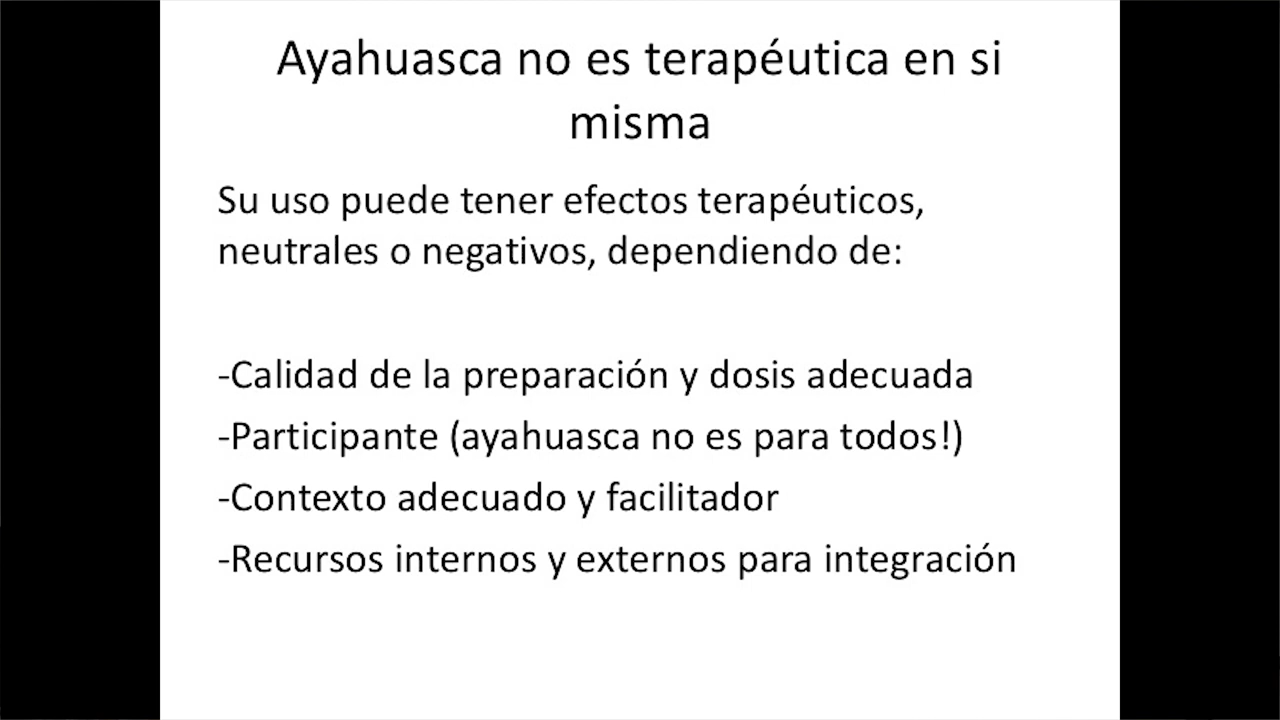 Ayahuasca no es terapéutica en si
misma
Su uso puede tener efectos terapéuticos,
neutrales o negativos, dependiendo de:
-Calidad de la preparación y dosis adecuada
-Participante (ayahuasca no es para todos!)
-Contexto adecuado y facilitador
-Recursos internos y externos para integración